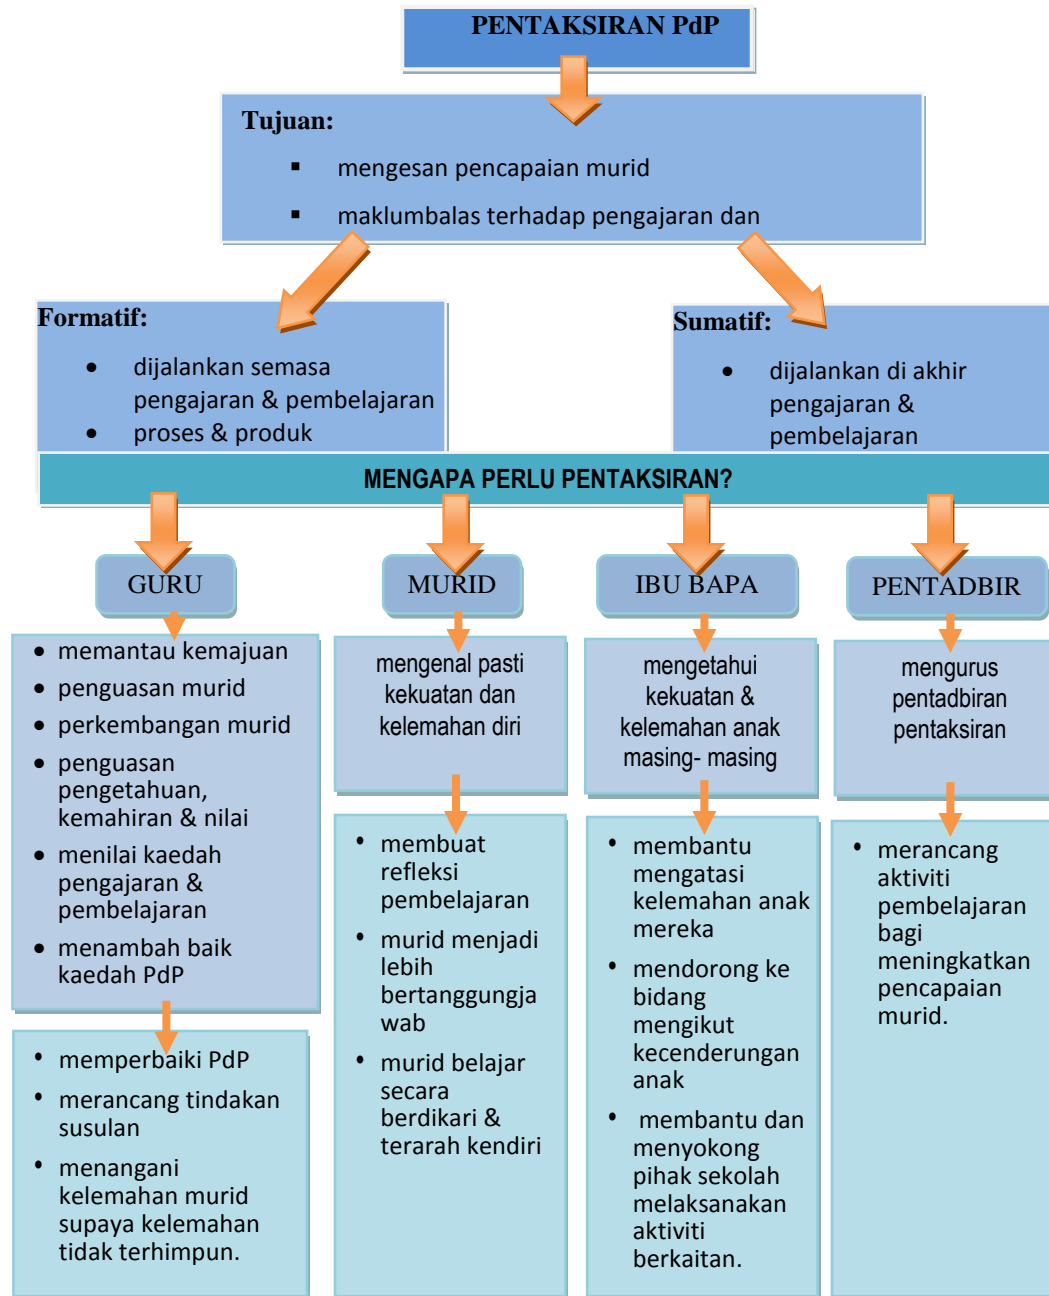 PENTAKSIRAN PdP
Tujuan:
▪ mengesan pencapaian murid
▪ maklumbalas terhadap pengajaran dan
Formatif:
• dijalankan semasa
pengajaran & pembelajaran
• proses & produk
Sumatif:
• dijalankan di akhir
pengajaran &
pembelajaran
MENGAPA PERLU PENTAKSIRAN?
GURU
• memantau kemajuan
• penguasan murid
• perkembangan murid
• penguasan
pengetahuan,
kemahiran & nilai
• menilai kaedah
pengajaran &
pembelajaran
• menambah baik
kaedah PdP
• memperbaiki PdP
• merancang tindakan
susulan
• menangani
kelemahan murid
supaya kelemahan
tidak terhimpun.
MURID
mengenal pasti
kekuatan dan
kelemahan diri
• membuat
refleksi
pembelajaran
• murid menjadi
lebih
bertanggungja
wab
• murid belajar
secara
berdikari &
terarah kendiri
IBU BAPA
mengetahui
kekuatan &
kelemahan anak
masing- masing
• membantu
mengatasi
kelemahan anak
mereka
• mendorong ke
bidang
mengikut
kecenderungan
anak
• membantu dan
menyokong
pihak sekolah
melaksanakan
aktiviti
berkaitan.
PENTADBIR
mengurus
pentadbiran
pentaksiran
• merancang
aktiviti
pembelajaran
bagi
meningkatkan
pencapaian
murid.